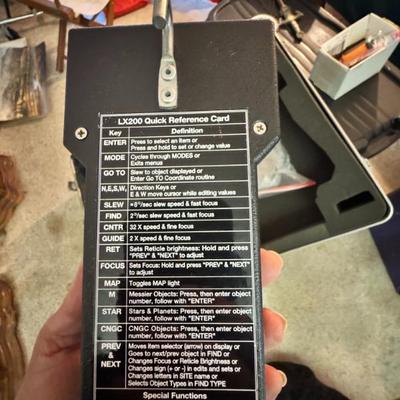 LX200 Quick Reference Card
Key Definition
ENTER Press to select an item or
Press and hold to set or change value
MODE Cycles through MODES or
Exits menus
GO TO Slew to object displayed or
Enter GO TO Coordinate routine
N,E,S,W, Direction Keys or
E & W move cursor while editing values
SLEW *8°/sec slew speed & fast focus
FIND 2°/sec slew speed & fast focus
CNTR 32 X speed & fine focus
GUIDE 2 X speed & fine focus
RET Sets Reticle brightness: Hold and press
"PREV" & "NEXT" to adjust
FOCUS Sets Focus: Hold and press "PREV" & "NEXT"
to adjust
MAP Toggles MAP light
M Messier Objects: Press, then enter object
number, follow with "ENTER"
STAR Stars & Planets: Press, then enter object
number, follow with "ENTER"
CNGC CNGC Objects: Press, then enter object
number, follow with "ENTER"
PREV & NEXT Moves item selector (arrow) on display or
Goes to next/prev object in FIND or
Changes Focus or Reticle Brightness or
Changes sign (+ or -) in edits and sets or
Changes letters in SITE name or
Selects Object Types in FIND TYPE
Special Functions